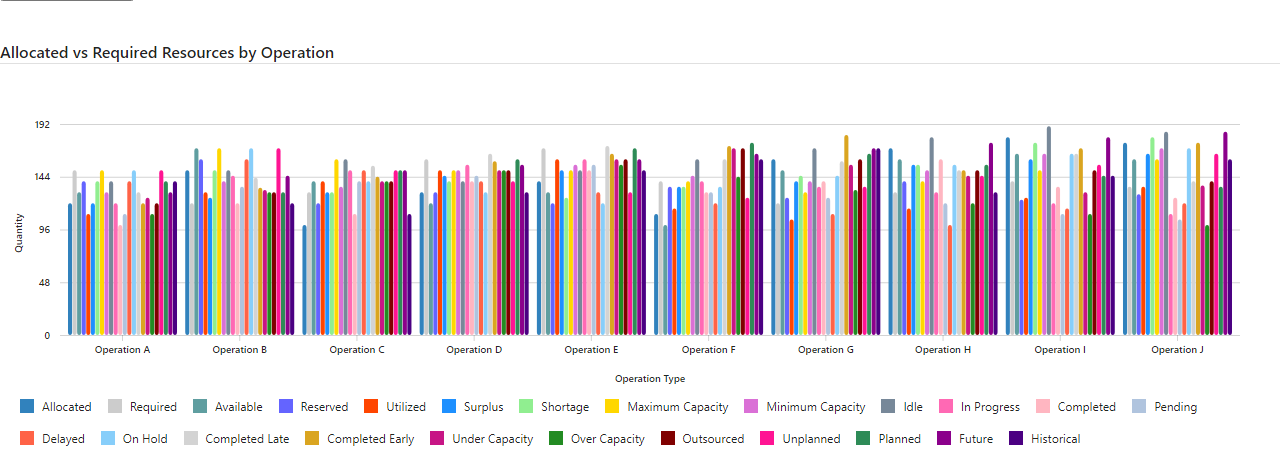 Allocated vs Required Resources by Operation
192
144
96
48
0
Quantity
Operation A Operation B Operation C Operation D Operation E Operation F Operation G Operation H Operation I Operation J
Operation Type
Allocated Required Available Reserved Utilized Surplus Shortage Maximum Capacity Minimum Capacity Idle In Progress Completed Pending
Delayed On Hold Completed Late Completed Early Under Capacity Over Capacity Outsourced Unplanned Planned Future Historical